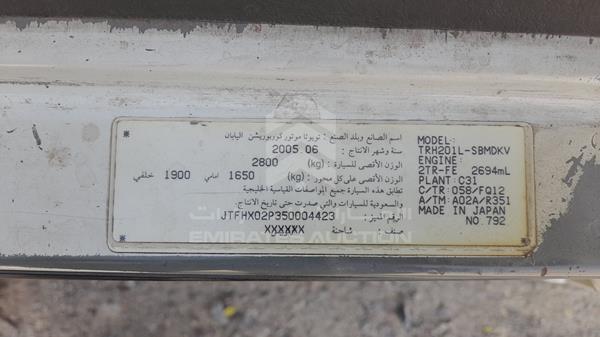 اسم الصانع وبلد الصنع : تويوتا موتور كوربوريشن اليابان
سنة وشهر الانتاج : 06 2005
الوزن الأقصى للسيارة : (kg) 2800
الوزن الأقصى على كل محور : (kg) 1650 امامي 1900 خلفي
تطابق هذه السيارة جميع المواصفات القياسية الخليجية
والسعودية للسيارات والتي صدرت حتى تاريخ الانتاج.
الرقم المميز : JTFHX02P350004423
صنف : شاحنة XXXXXX
MODEL:
TRH201L-SBMDKV
ENGINE:
2TR-FE 2694mL
PLANT: C31
C/TR: 058/FQ12
A/TM: A02A/R351
MADE IN JAPAN
NO.792
الإمارات للمزادات
EMIRATES AUCTION